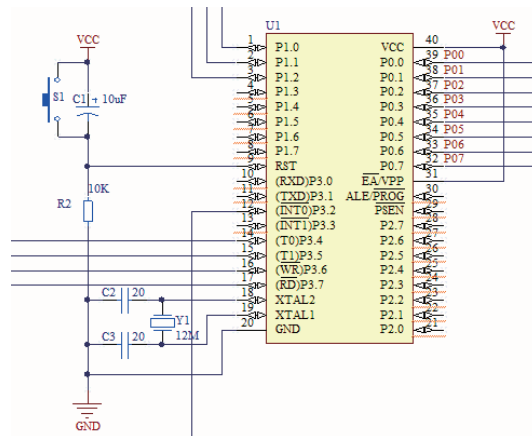 U1
VCC
VCC
S1
C1 + 10uF
10K
R2
C2 20
C3 20
Y1
12M
GND
1 P1.0
2 P1.1
3 P1.2
4 P1.3
5 P1.4
6 P1.5
7 P1.6
8 P1.7
9 RST
10 (RXD)P3.0
11 (TXD)P3.1
12 (INT0)P3.2
13 (INT1)P3.3
14 (T0)P3.4
15 (T1)P3.5
16 (WR)P3.6
17 (RD)P3.7
18 XTAL2
19 XTAL1
20 GND
VCC 40
P0.0 39 P00
P0.1 38 P01
P0.2 37 P02
P0.3 36 P03
P0.4 35 P04
P0.5 34 P05
P0.6 33 P06
P0.7 32 P07
EA/VPP 31
ALE/PROG 30
PSEN 29
P2.7 28
P2.6 27
P2.5 26
P2.4 25
P2.3 24
P2.2 23
P2.1 22
P2.0 21